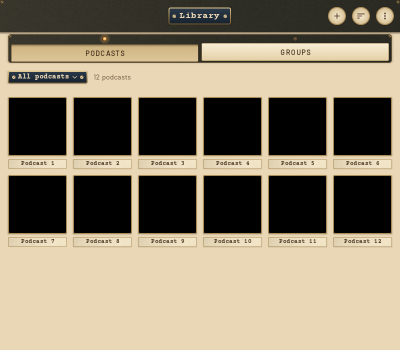 Library
PODCASTS
GROUPS
All podcasts
12 podcasts
Podcast 1
Podcast 2
Podcast 3
Podcast 4
Podcast 5
Podcast 6
Podcast 7
Podcast 8
Podcast 9
Podcast 10
Podcast 11
Podcast 12